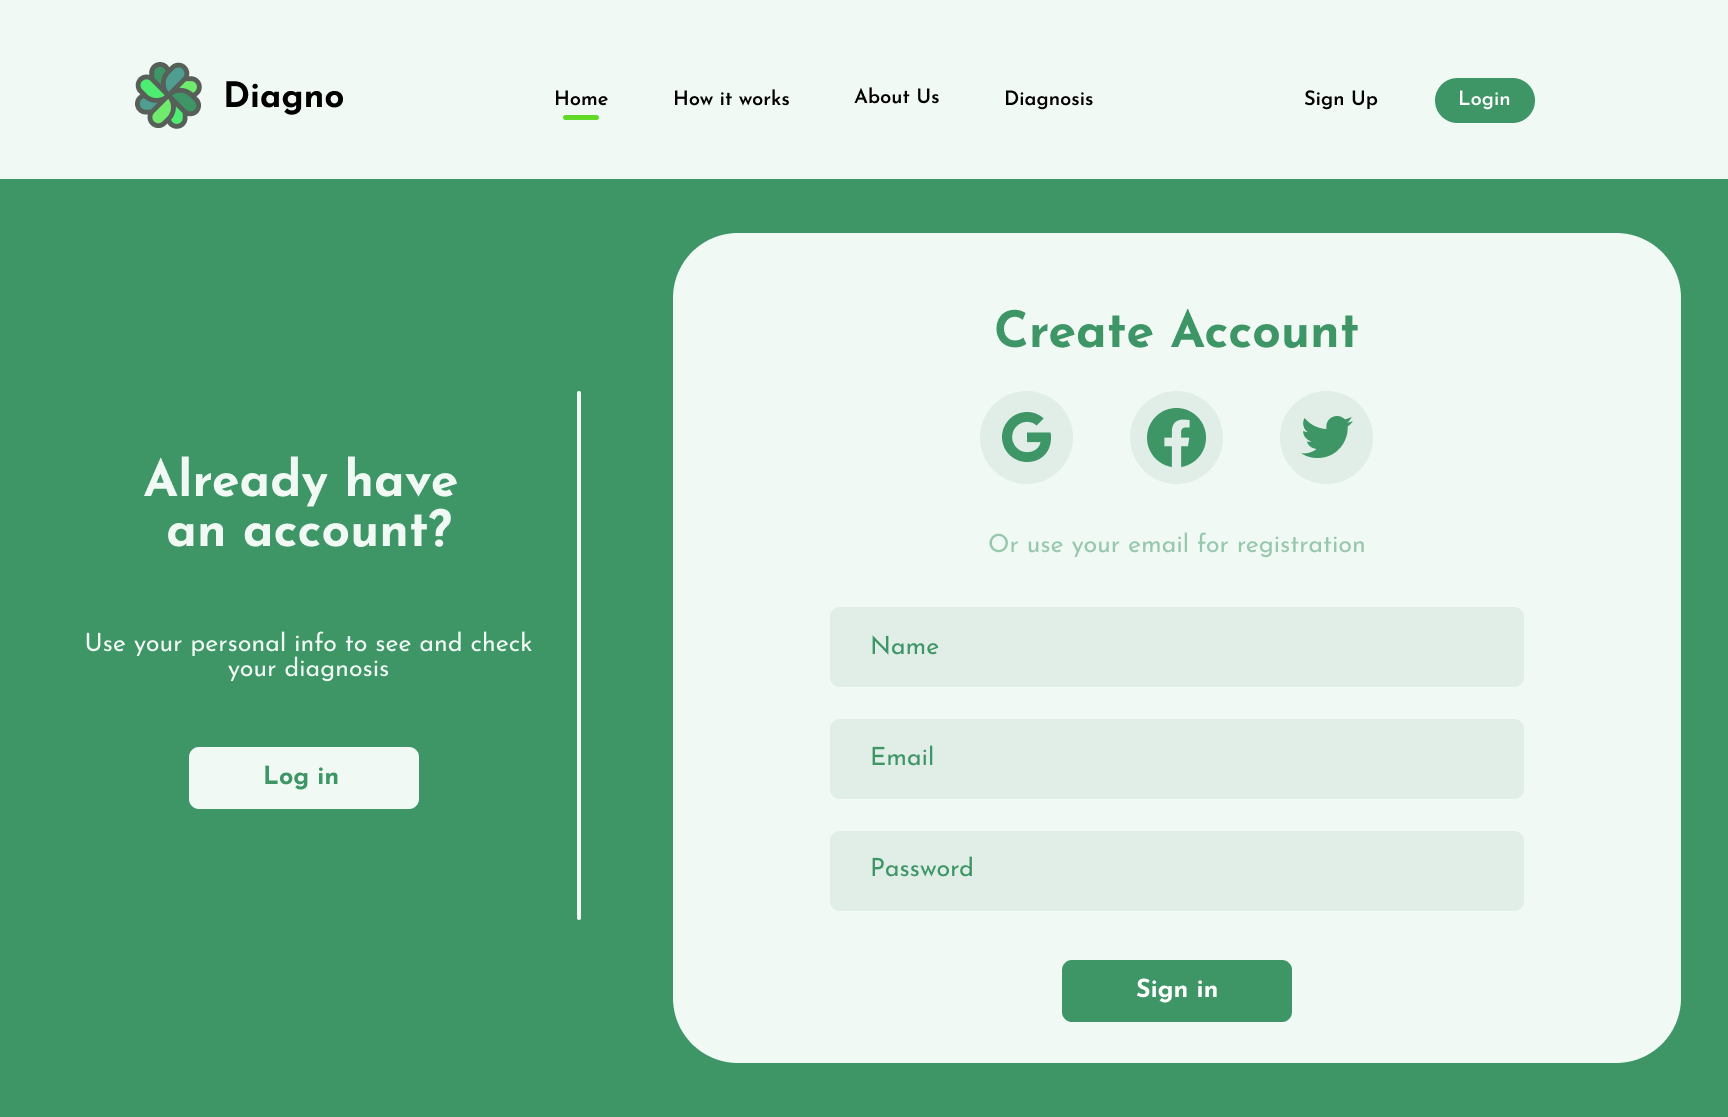 Diagno
Home
How it works
About Us
Diagnosis
Sign Up
Login
Already have
an account?
Use your personal info to see and check
your diagnosis
Log in
Create Account
Or use your email for registration
Name
Email
Password
Sign in